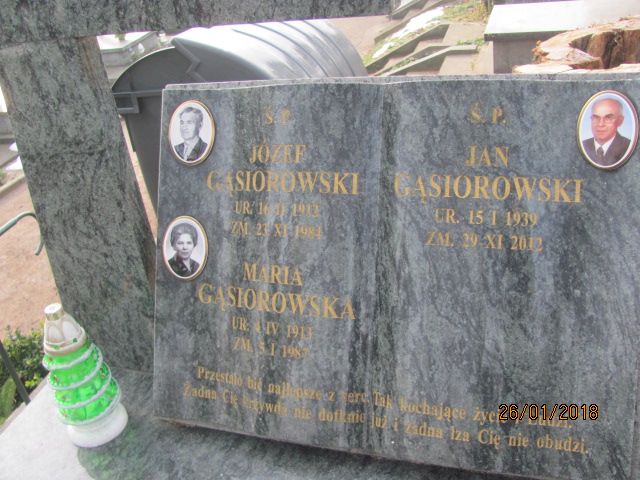 Ś. P.
JÓZEF
GĄSIOROWSKI
UR. 16 II 1912
ZM. 23 XI 1984
MARIA
GĄSIOROWSKA
UR. 4 IV 1913
ZM. 5 I 1987
Ś. P.
JAN
GĄSIOROWSKI
UR. 15 I 1939
ZM. 29 XI 2012
Przestało bić najlepsze z serc. Tak kochające życie i ludzi.
Żadna Cię krzywda nie dotknie już i żadna łza Cię nie obudzi.
26/01/2018